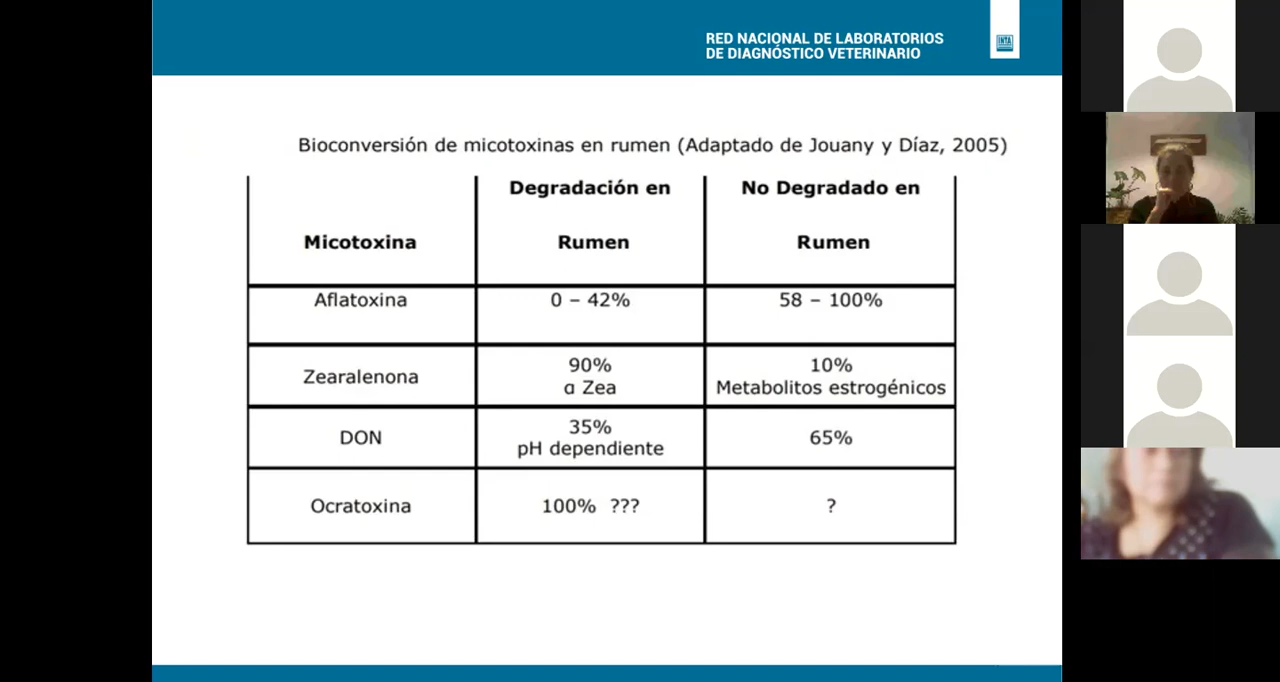 RED NACIONAL DE LABORATORIOS
DE DIAGNÓSTICO VETERINARIO
INTA
Bioconversión de micotoxinas en rumen (Adaptado de Jouany y Díaz, 2005)
Micotoxina
Degradación en
Rumen
No Degradado en
Rumen
Aflatoxina
0 – 42%
58 – 100%
Zearalenona
90%
α Zea
10%
Metabolitos estrogénicos
DON
35%
pH dependiente
65%
Ocratoxina
100% ???
?